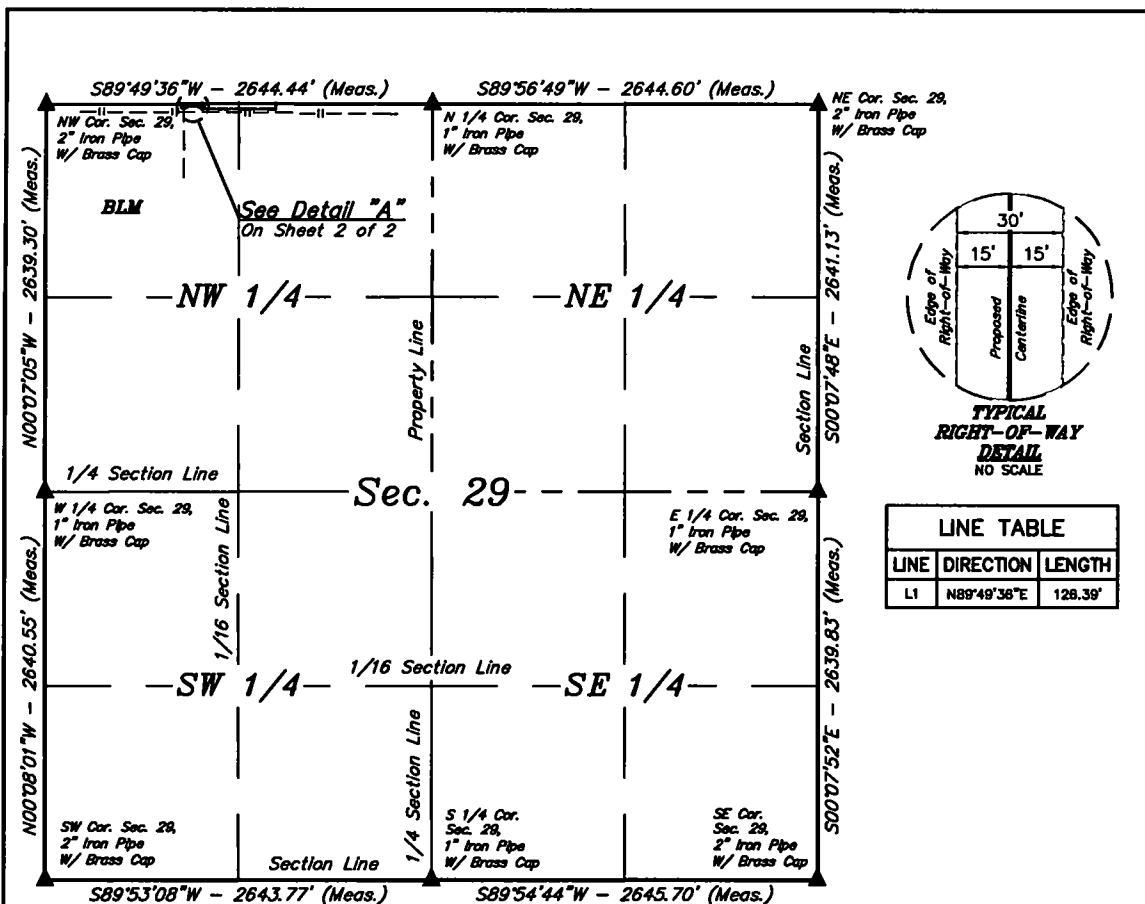 S89°49'36"W - 2644.44' (Meas.)
S89°56'49"W - 2644.60' (Meas.)
NW Cor. Sec. 29,
2" Iron Pipe
W/ Brass Cap
N 1/4 Cor. Sec. 29,
1" Iron Pipe
W/ Brass Cap
NE Cor. Sec. 29,
2" Iron Pipe
W/ Brass Cap
BLM
See Detail "A"
On Sheet 2 of 2
N00°07'05"W - 2639.30' (Meas.)
S00°07'48"E - 2641.13' (Meas.)
NW 1/4
NE 1/4
Property Line
Section Line
30'
15'
15'
Edge of
Right-of-Way
Proposed
Centerline
Edge of
Right-of-Way
TYPICAL
RIGHT-OF-WAY
DETAIL
NO SCALE
1/4 Section Line
Sec. 29
W 1/4 Cor. Sec. 29,
1" Iron Pipe
W/ Brass Cap
E 1/4 Cor. Sec. 29,
1" Iron Pipe
W/ Brass Cap
LINE TABLE
LINE DIRECTION LENGTH
L1 N89°49'36"E 126.39'
N00°08'01"W - 2640.55' (Meas.)
1/16 Section Line
1/16 Section Line
S00°07'52"E - 2639.83' (Meas.)
SW 1/4
SE 1/4
1/4 Section Line
SW Cor. Sec. 29,
2" Iron Pipe
W/ Brass Cap
Section Line
S 1/4 Cor.
Sec. 29,
1" Iron Pipe
W/ Brass Cap
SE Cor.
Sec. 29,
2" Iron Pipe
W/ Brass Cap
S89°53'08"W - 2643.77' (Meas.)
S89°54'44"W - 2645.70' (Meas.)